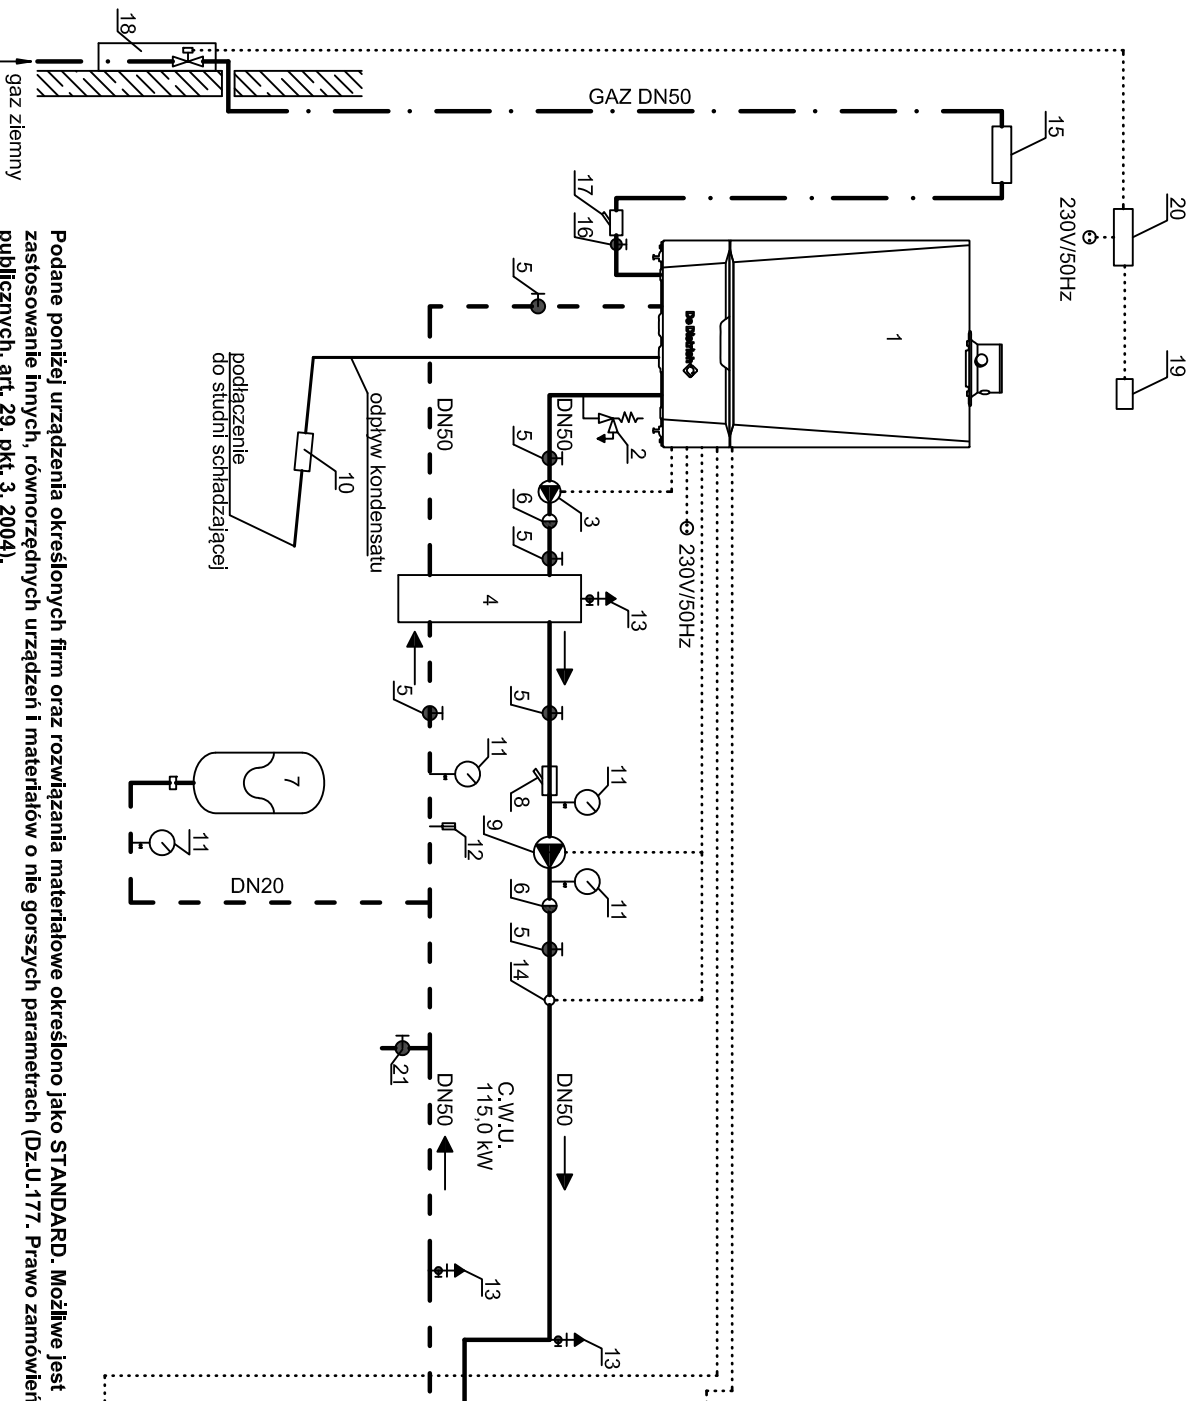 20
19
230V/50Hz
15
GAZ DN50
18
gaz ziemny
17
16
1
De Dietrich
5
2
DN50
DN50
5
3
6
5
230V/50Hz
odpływ kondensatu
10
podłączenie
do studni schładzającej
4
13
5
5
11
11
8
9
12
11
6
5
14
7
11
DN20
21
DN50
DN50
C.W.U.
115,0 kW
13
13
Podane poniżej urządzenia określonych firm oraz rozwiązania materiałowe określono jako STANDARD. Możliwe jest
zastosowanie innych, równorzędnych urządzeń i materiałów o nie gorszych parametrach (Dz.U.177. Prawo zamówień
publicznych, art. 29, pkt. 3, 2004).